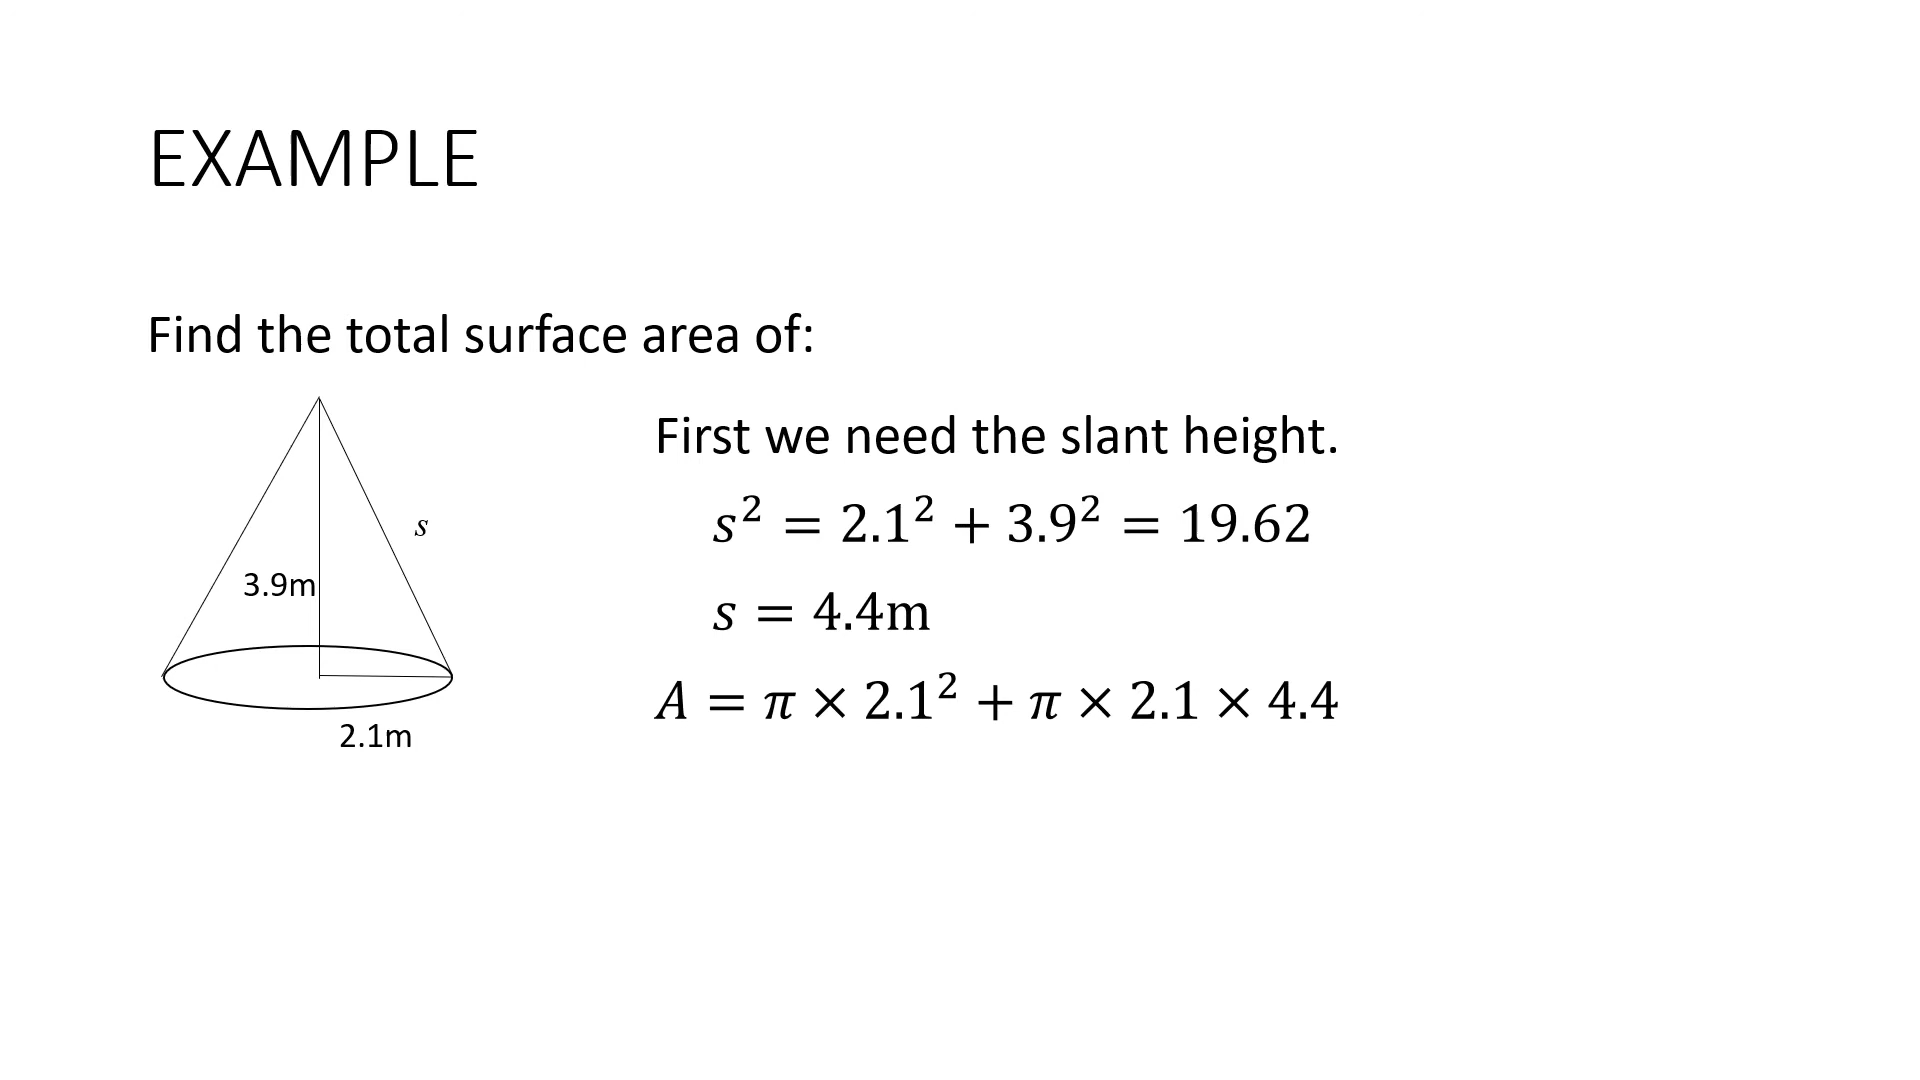 EXAMPLE
Find the total surface area of:
First we need the slant height.
s² = 2.1² + 3.9² = 19.62
s
3.9m
s = 4.4m
A = π × 2.1² + π × 2.1 × 4.4
2.1m